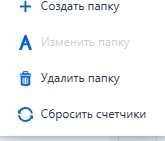 Создать папку
Изменить папку
Удалить папку
Сбросить счетчики